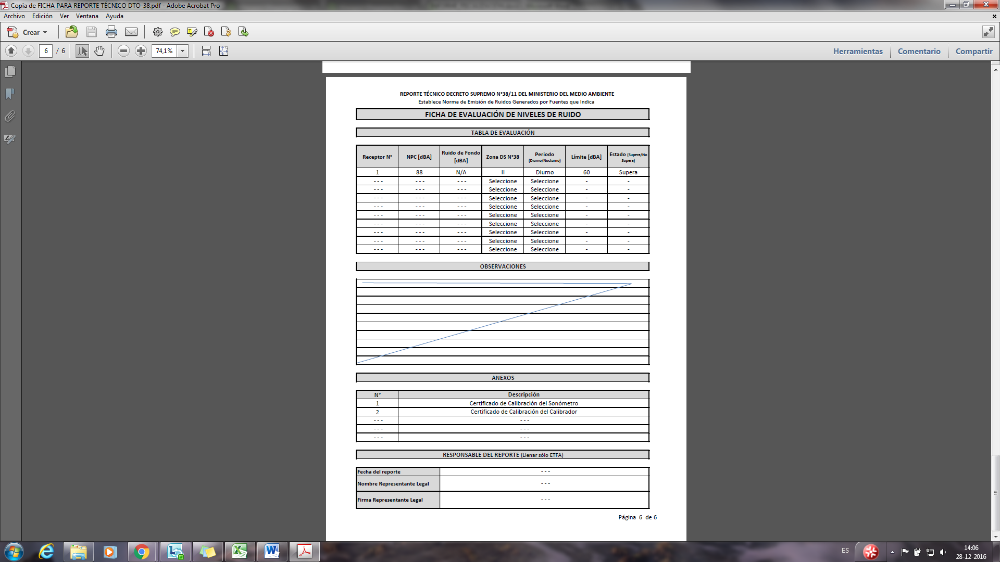 Copia de FICHA PARA REPORTE TÉCNICO DTO-38.pdf - Adobe Acrobat Pro
Archivo Edición Ver Ventana Ayuda
Crear
6 / 6 74,1% Herramientas Comentario Compartir
REPORTE TÉCNICO DECRETO SUPREMO N°38/11 DEL MINISTERIO DEL MEDIO AMBIENTE
Establece Norma de Emisión de Ruidos Generados por Fuentes que Indica
FICHA DE EVALUACIÓN DE NIVELES DE RUIDO
TABLA DE EVALUACIÓN
Receptor N° NPC [dBA] Ruido de Fondo [dBA] Zona DS N°38 Periodo (Diurno/Nocturno) Límite [dBA] Estado (Supera/No Supera)
1 88 N/A II Diurno 60 Supera
--- --- --- Seleccione Seleccione - -
--- --- --- Seleccione Seleccione - -
--- --- --- Seleccione Seleccione - -
--- --- --- Seleccione Seleccione - -
--- --- --- Seleccione Seleccione - -
--- --- --- Seleccione Seleccione - -
--- --- --- Seleccione Seleccione - -
--- --- --- Seleccione Seleccione - -
--- --- --- Seleccione Seleccione - -
OBSERVACIONES
ANEXOS
N° Descripción
1 Certificado de Calibración del Sonómetro
2 Certificado de Calibración del Calibrador
--- ---
--- ---
--- ---
RESPONSABLE DEL REPORTE (Llenar sólo ETFA)
Fecha del reporte ---
Nombre Representante Legal ---
Firma Representante Legal ---
Página 6 de 6
ES
14:06
28-12-2016